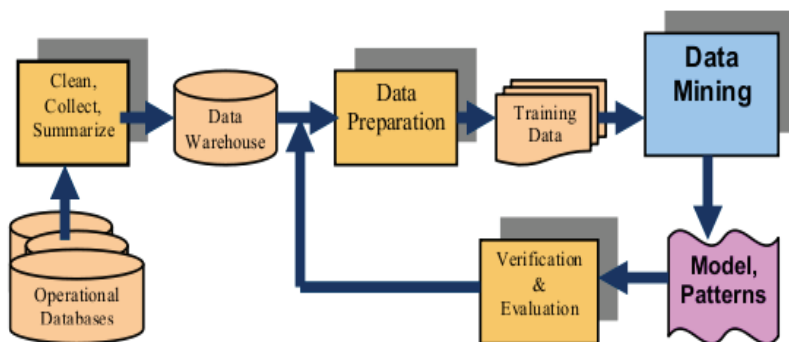 Clean,
Collect,
Summarize
Data
Warehouse
Data
Preparation
Training
Data
Data
Mining
Operational
Databases
Verification
&
Evaluation
Model,
Patterns